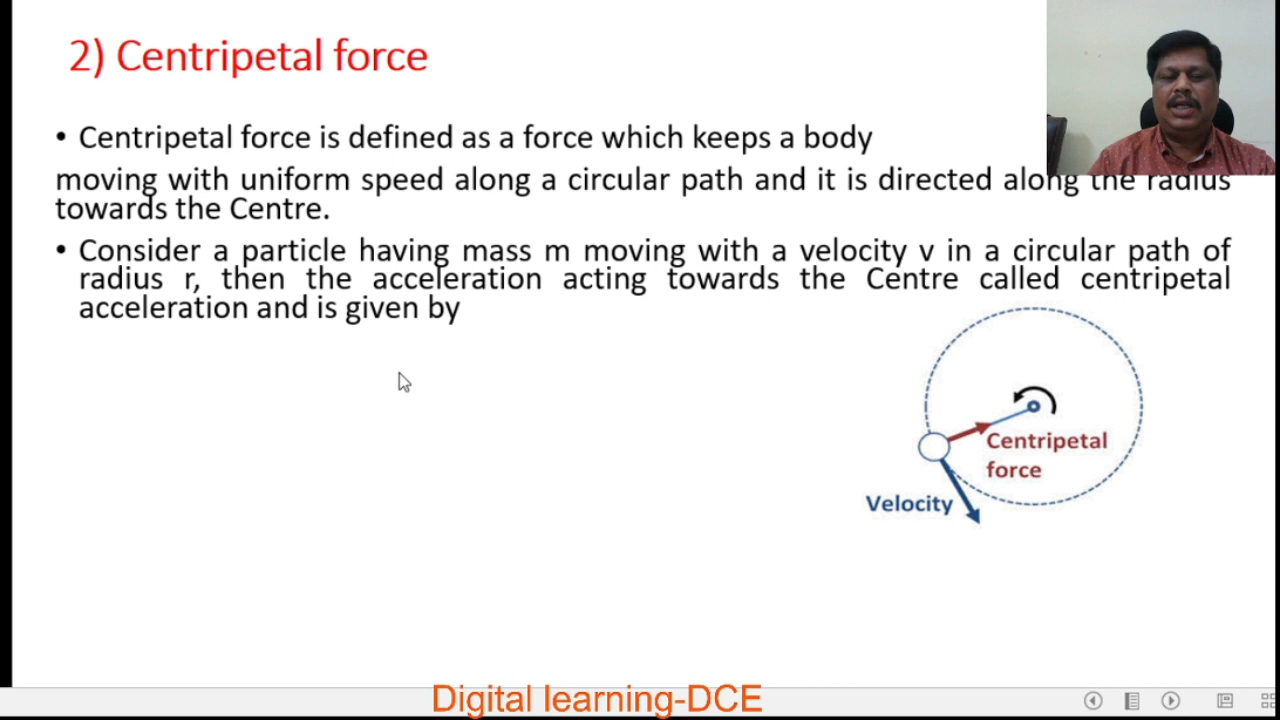 2) Centripetal force
• Centripetal force is defined as a force which keeps a body
moving with uniform speed along a circular path and it is directed along the radius
towards the Centre.
• Consider a particle having mass m moving with a velocity v in a circular path of
radius r, then the acceleration acting towards the Centre called centripetal
acceleration and is given by
Centripetal
force
Velocity
Digital learning-DCE